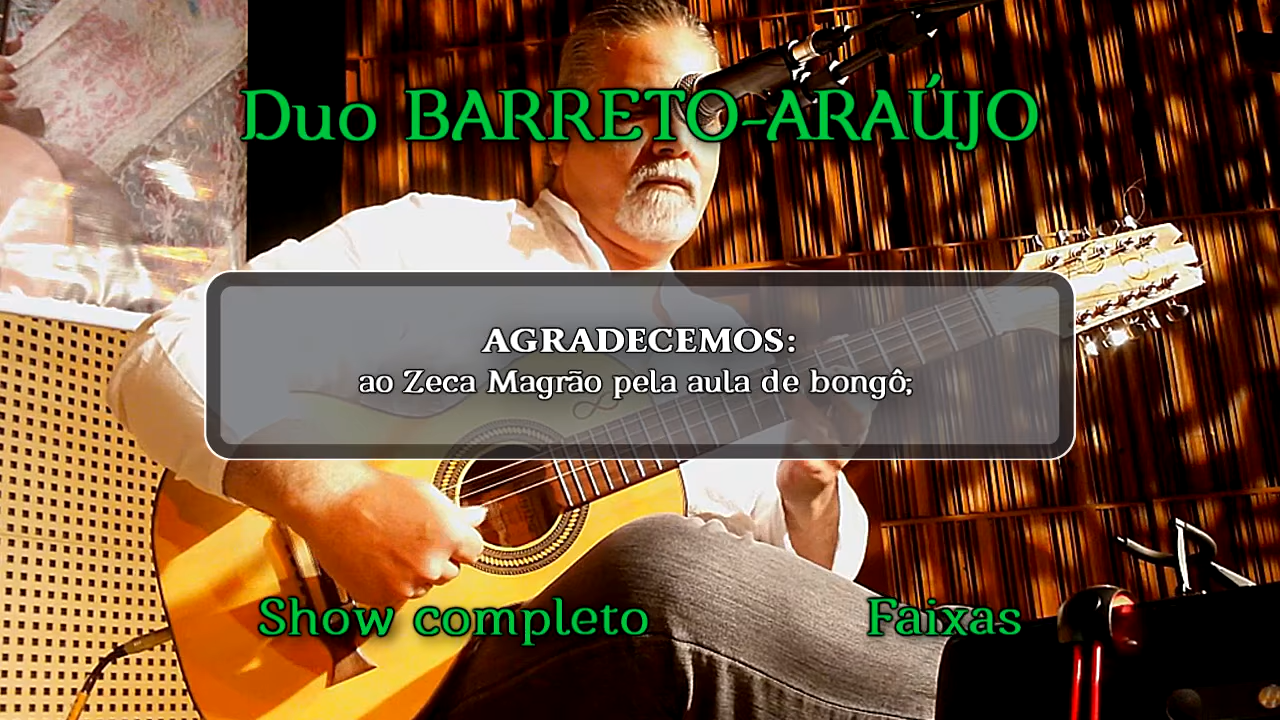 Duo BARRETO-ARAÚJO
AGRADECEMOS:
ao Zeca Magrão pela aula de bongô;
Show completo
Faixas